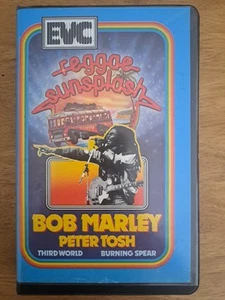 EVC
reggae
sunsplash
BOB MARLEY
PETER TOSH
THIRD WORLD BURNING SPEAR